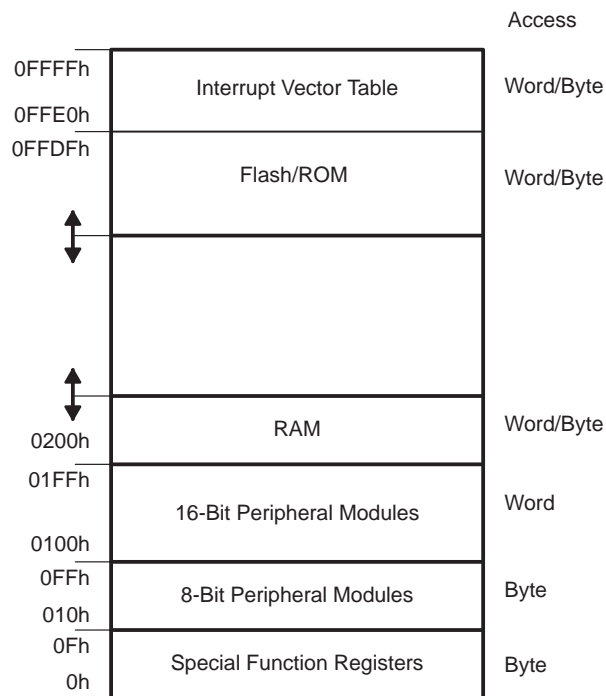 Access
0FFFFh
Interrupt Vector Table
Word/Byte
0FFE0h
0FFDFh
Flash/ROM
Word/Byte
RAM
Word/Byte
0200h
01FFh
16-Bit Peripheral Modules
Word
0100h
0FFh
8-Bit Peripheral Modules
Byte
010h
0Fh
Special Function Registers
Byte
0h